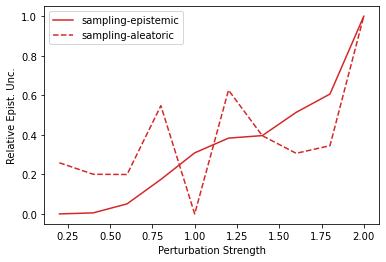 sampling-epistemic
sampling-aleatoric
Relative Epist. Unc.
1.0
0.8
0.6
0.4
0.2
0.0
0.25 0.50 0.75 1.00 1.25 1.50 1.75 2.00
Perturbation Strength